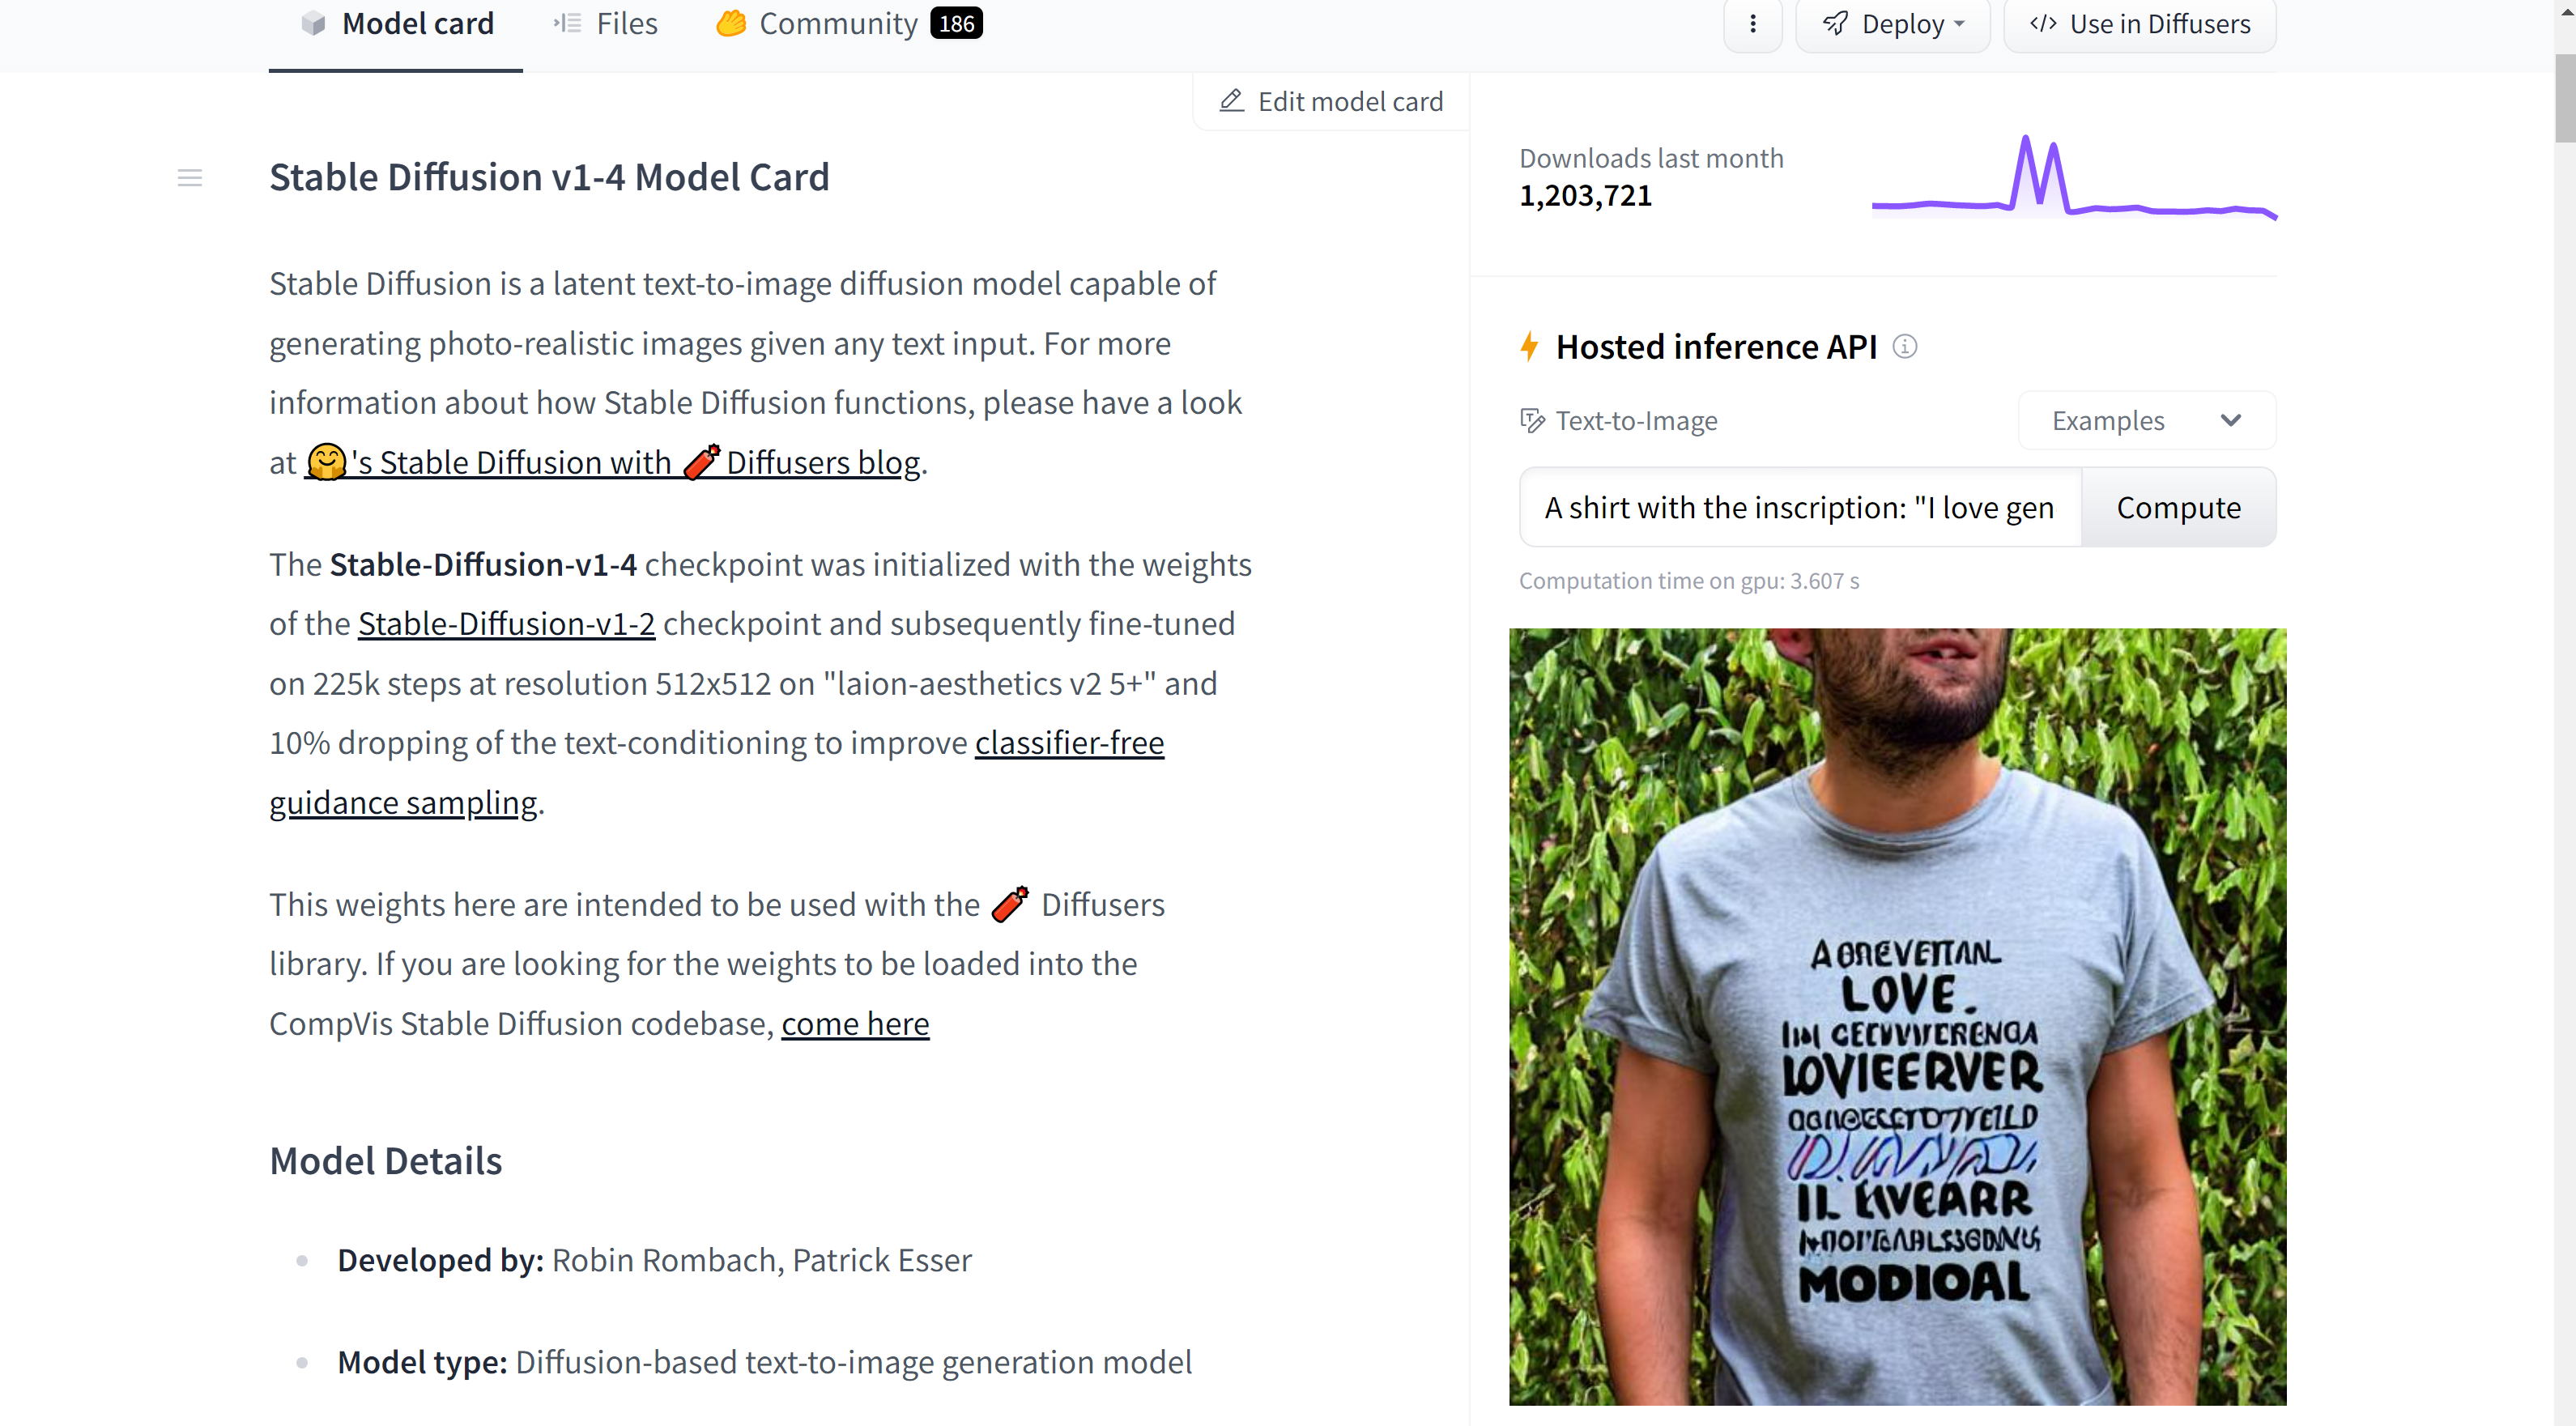 Model card
Files
Community 186
Deploy
</> Use in Diffusers
Edit model card
Stable Diffusion v1-4 Model Card
Stable Diffusion is a latent text-to-image diffusion model capable of
generating photo-realistic images given any text input. For more
information about how Stable Diffusion functions, please have a look
at 🤗's Stable Diffusion with 🧨Diffusers blog.
The Stable-Diffusion-v1-4 checkpoint was initialized with the weights
of the Stable-Diffusion-v1-2 checkpoint and subsequently fine-tuned
on 225k steps at resolution 512x512 on "laion-aesthetics v2 5+" and
10% dropping of the text-conditioning to improve classifier-free
guidance sampling.
This weights here are intended to be used with the 🧨 Diffusers
library. If you are looking for the weights to be loaded into the
CompVis Stable Diffusion codebase, come here
Model Details
Developed by: Robin Rombach, Patrick Esser
Model type: Diffusion-based text-to-image generation model
Downloads last month
1,203,721
Hosted inference API
Text-to-Image
Examples
A shirt with the inscription: "I love gen
Compute
Computation time on gpu: 3.607 s
LOVE.
MODIOAL